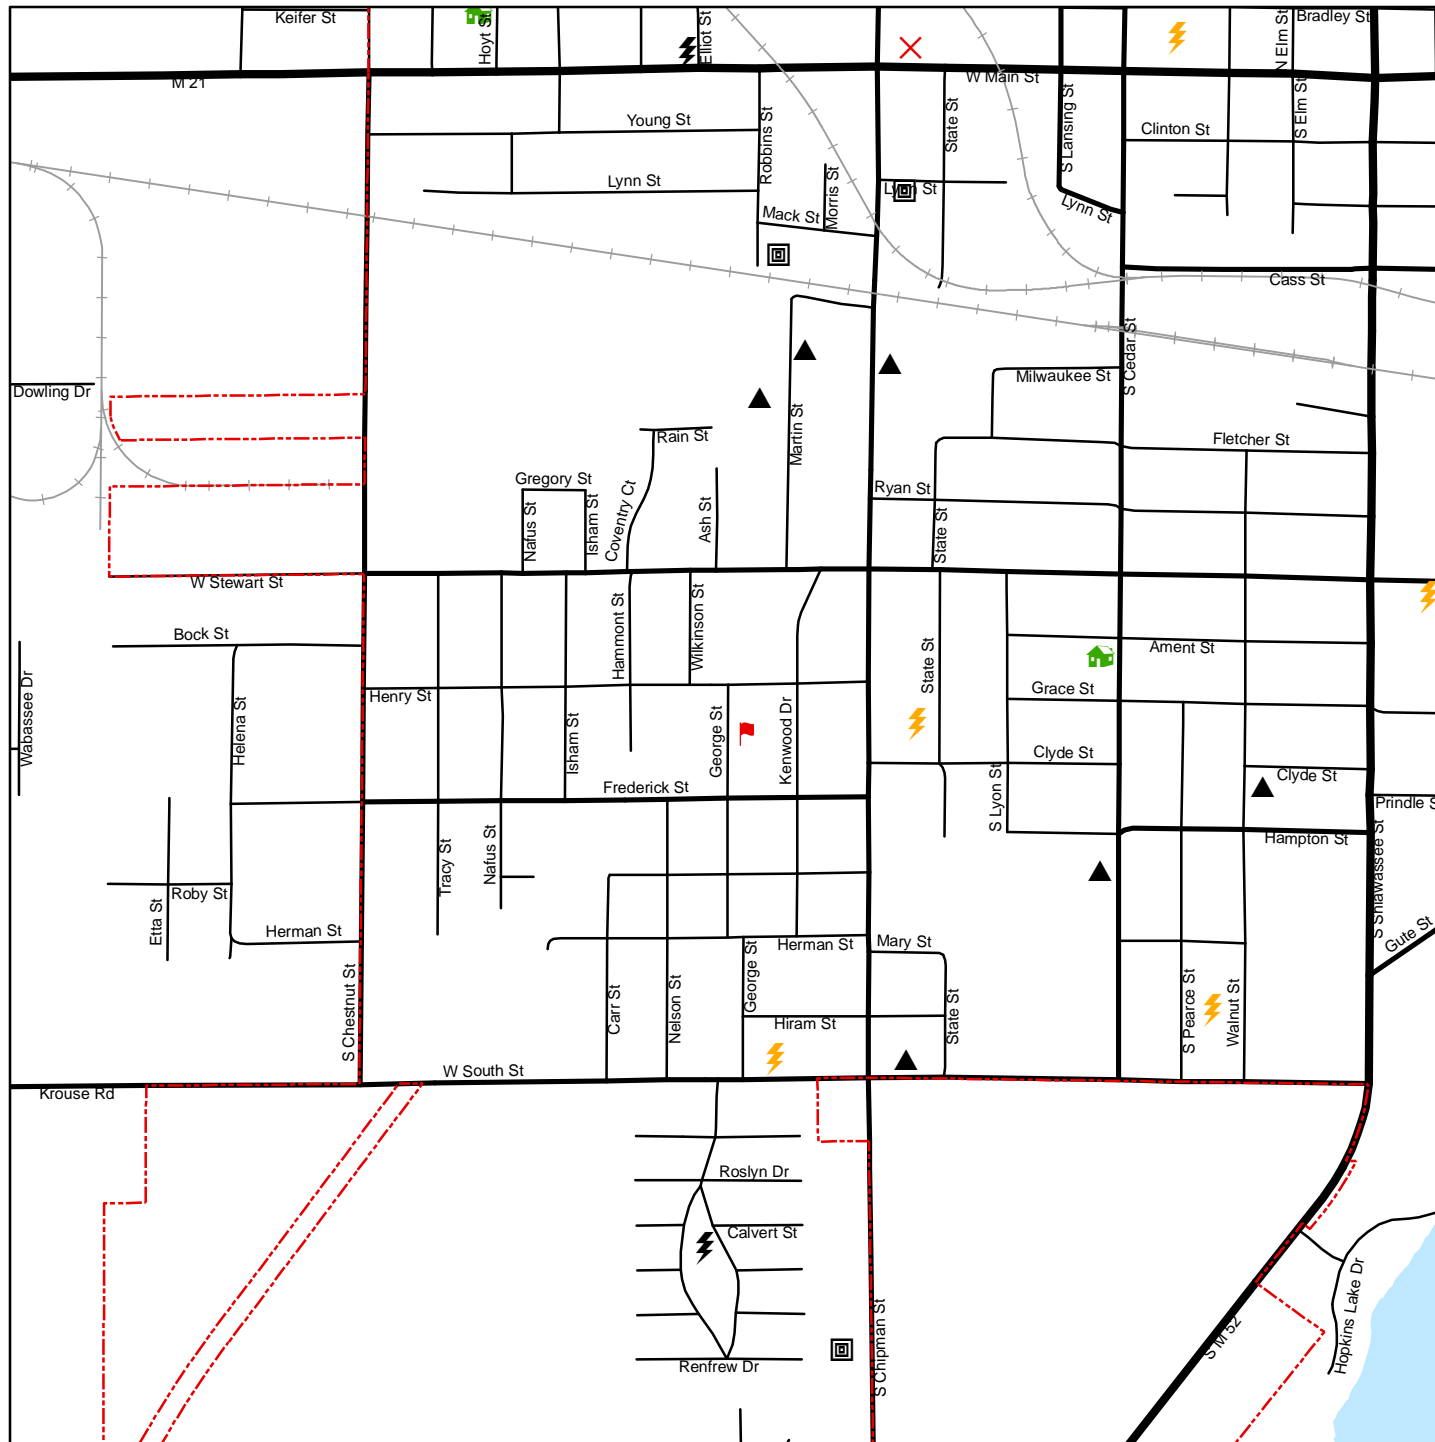 Keifer St
Hoyt St
Elliot St
N Elm St
Bradley St
M 21
W Main St
Young St
Robbins St
State St
S Lansing St
Clinton St
S Elm St
Lynn St
Morris St
Lynn St
Lynn St
Mack St
Cass St
S Cedar St
Dowling Dr
Milwaukee St
Martin St
Rain St
Fletcher St
Gregory St
Ryan St
Nafus St
Isham St
Coventry Ct
Ash St
State St
W Stewart St
Bock St
Hammont St
Wilkinson St
State St
Ament St
Wabassee Dr
Helena St
Henry St
Grace St
Isham St
George St
Kenwood Dr
Clyde St
Clyde St
Frederick St
S Lyon St
Prindle S
Tracy St
Nafus St
Hampton St
S Shiawassee St
Roby St
Etta St
Herman St
Herman St
Mary St
Gute St
S Chestnut St
Carr St
Nelson St
George St
State St
S Pearce St
Walnut St
Hiram St
W South St
Krouse Rd
Roslyn Dr
Calvert St
Hopkins Lake Dr
S M 52
S Chipman St
Renfrew Dr